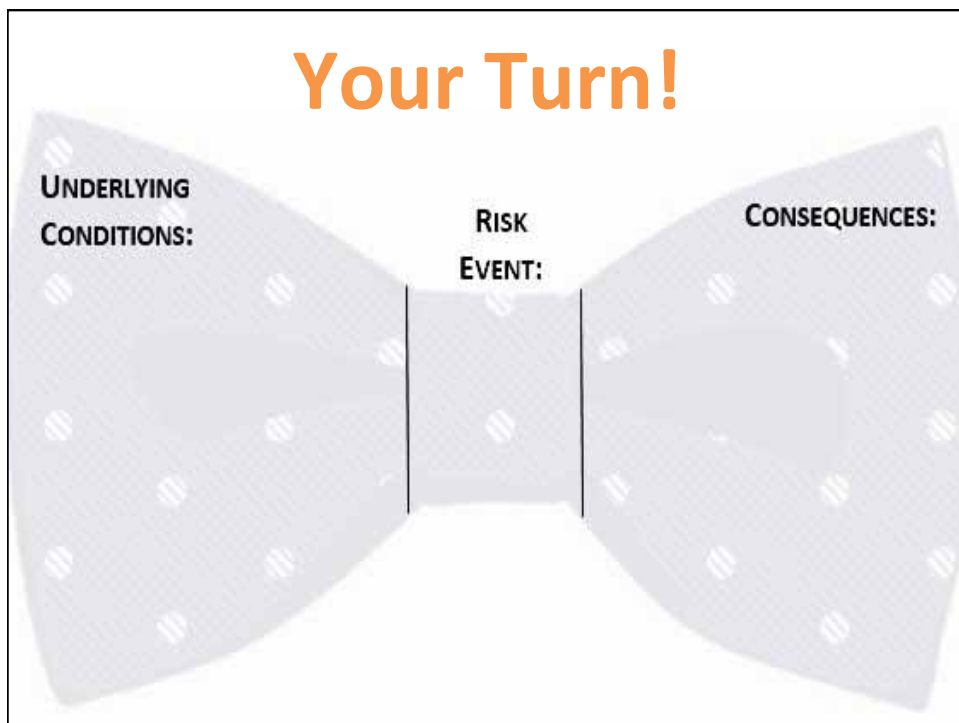 Your Turn!
UNDERLYING
CONDITIONS:
RISK
EVENT:
CONSEQUENCES: